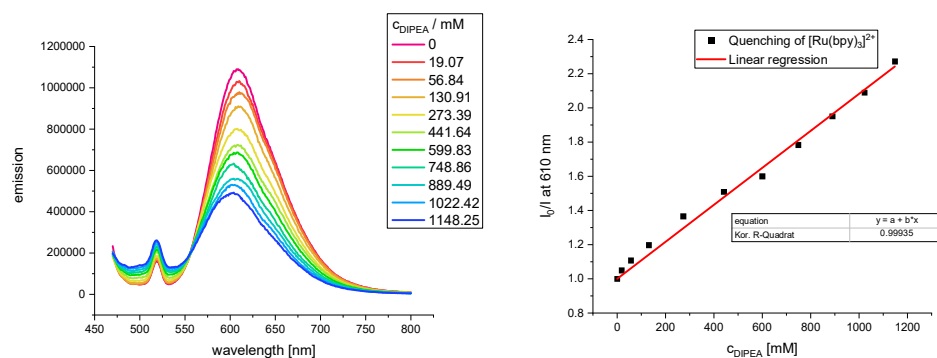 c_DIPEA / mM
0
19.07
56.84
130.91
273.39
441.64
599.83
748.86
889.49
1022.42
1148.25
emission
1200000
1000000
800000
600000
400000
200000
0
450 500 550 600 650 700 750 800
wavelength [nm]
Quenching of [Ru(bpy)₃]²⁺
Linear regression
I₀/I at 610 nm
2.4
2.2
2.0
1.8
1.6
1.4
1.2
1.0
0.8
equation y = a + b*x
Kor. R-Quadrat 0.99935
0 200 400 600 800 1000 1200
c_DIPEA [mM]